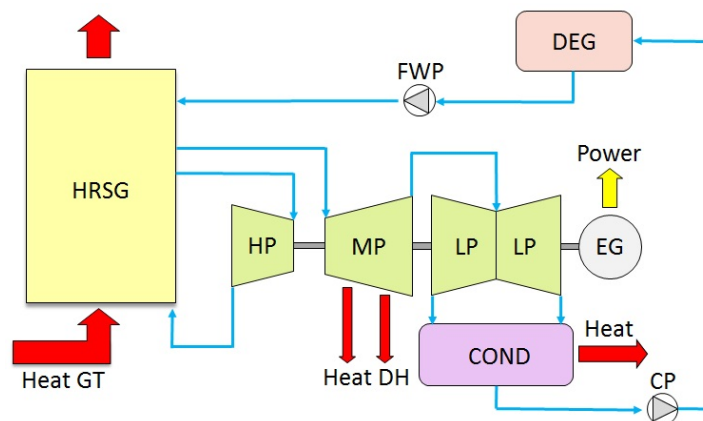 DEG
FWP
Power
HRSG
HP
MP
LP
LP
EG
Heat
COND
Heat GT
Heat DH
CP